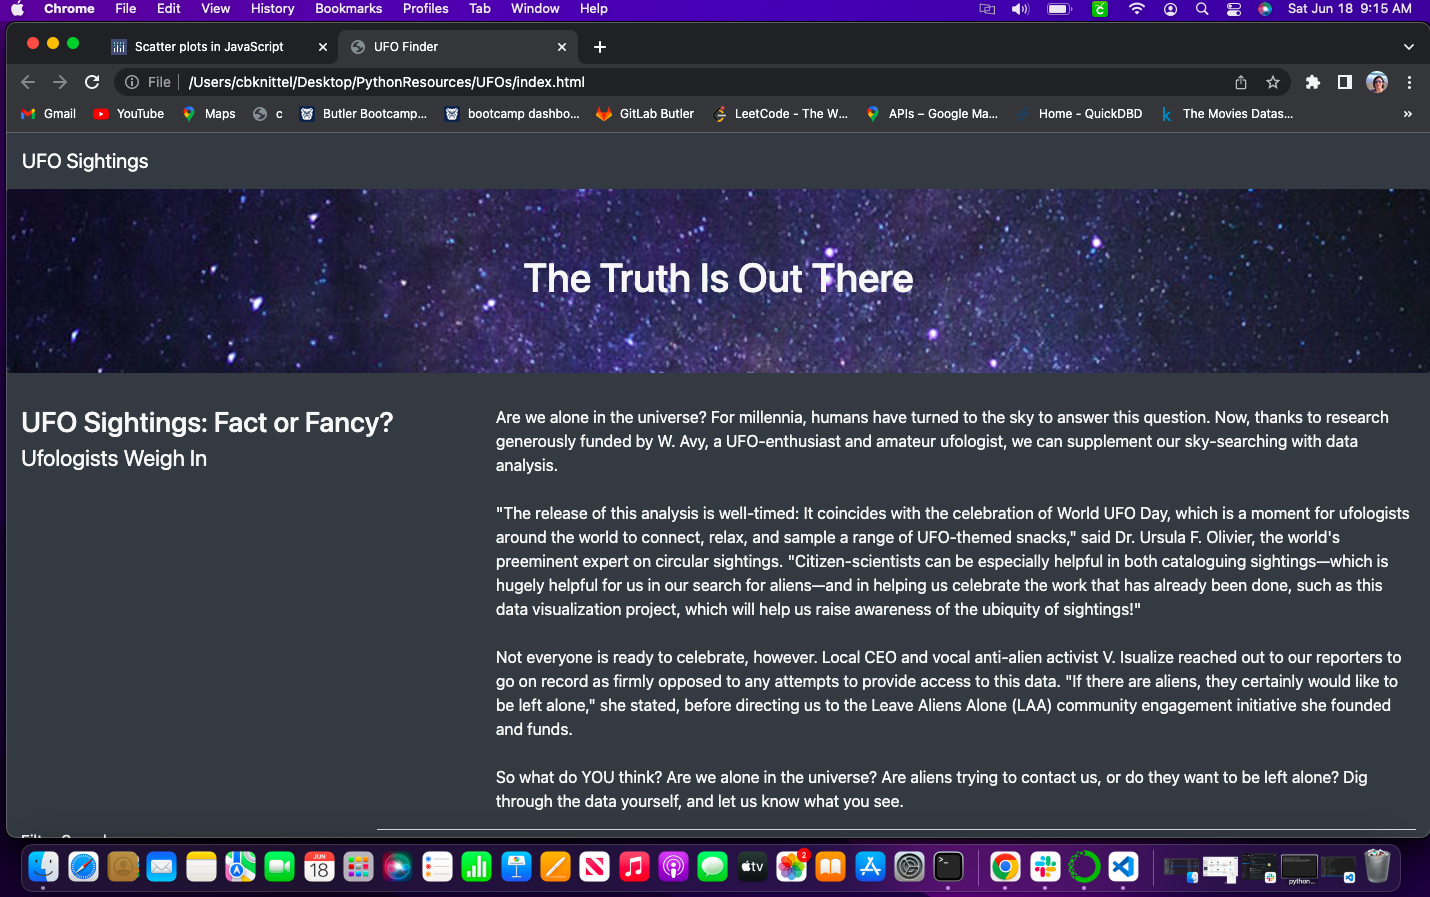 Chrome File Edit View History Bookmarks Profiles Tab Window Help Sat Jun 18 9:15 AM
Scatter plots in JavaScript UFO Finder
File /Users/cbknittel/Desktop/PythonResources/UFOs/index.html
Gmail YouTube Maps c Butler Bootcamp... bootcamp dashbo... GitLab Butler LeetCode - The W... APIs – Google Ma... Home - QuickDBD k The Movies Datas... »
UFO Sightings
The Truth Is Out There
UFO Sightings: Fact or Fancy?
Ufologists Weigh In
Are we alone in the universe? For millennia, humans have turned to the sky to answer this question. Now, thanks to research
generously funded by W. Avy, a UFO-enthusiast and amateur ufologist, we can supplement our sky-searching with data
analysis.
"The release of this analysis is well-timed: It coincides with the celebration of World UFO Day, which is a moment for ufologists
around the world to connect, relax, and sample a range of UFO-themed snacks," said Dr. Ursula F. Olivier, the world's
preeminent expert on circular sightings. "Citizen-scientists can be especially helpful in both cataloguing sightings—which is
hugely helpful for us in our search for aliens—and in helping us celebrate the work that has already been done, such as this
data visualization project, which will help us raise awareness of the ubiquity of sightings!"
Not everyone is ready to celebrate, however. Local CEO and vocal anti-alien activist V. Isualize reached out to our reporters to
go on record as firmly opposed to any attempts to provide access to this data. "If there are aliens, they certainly would like to
be left alone," she stated, before directing us to the Leave Aliens Alone (LAA) community engagement initiative she founded
and funds.
So what do YOU think? Are we alone in the universe? Are aliens trying to contact us, or do they want to be left alone? Dig
through the data yourself, and let us know what you see.
JUN
18
tv
2
python...